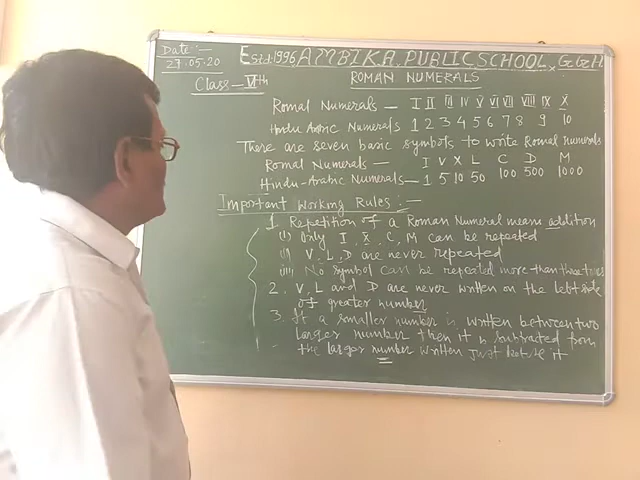 Date :-
27.05.20
Estd.1996, AMBIKA PUBLIC SCHOOL, GZBH
Class - VIth
ROMAN NUMERALS
Romal Numerals — I II III IV V VI VII VIII IX X
Hindu Arabic Numerals 1 2 3 4 5 6 7 8 9 10
There are seven basic symbols to write Romal numerals
Romal Numerals — I V X L C D M
Hindu-Arabic Numerals — 1 5 10 50 100 500 1000
Important Working Rules :-
1. Repetition of a Roman Numeral means addition
(i) Only I, X, C, M can be repeated
(ii) V, L, D are never repeated
(iii) No symbol can be repeated more than three times
2. V, L and D are never written on the left side
of greater number
3. If a smaller number is written between two
larger number then it is subtracted from
the larger number written just before it